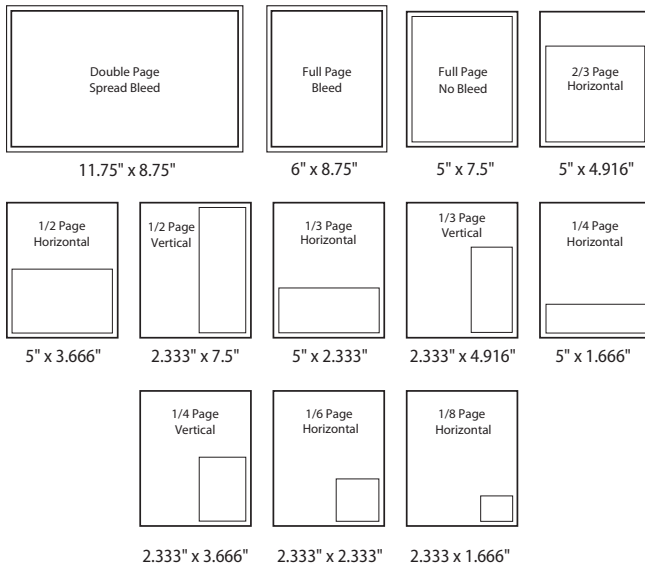 Double Page
Spread Bleed
Full Page
Bleed
Full Page
No Bleed
2/3 Page
Horizontal
11.75" x 8.75"
6" x 8.75"
5" x 7.5"
5" x 4.916"
1/2 Page
Horizontal
1/2 Page
Vertical
1/3 Page
Horizontal
1/3 Page
Vertical
1/4 Page
Horizontal
5" x 3.666"
2.333" x 7.5"
5" x 2.333"
2.333" x 4.916"
5" x 1.666"
1/4 Page
Vertical
1/6 Page
Horizontal
1/8 Page
Horizontal
2.333" x 3.666"
2.333" x 2.333"
2.333 x 1.666"